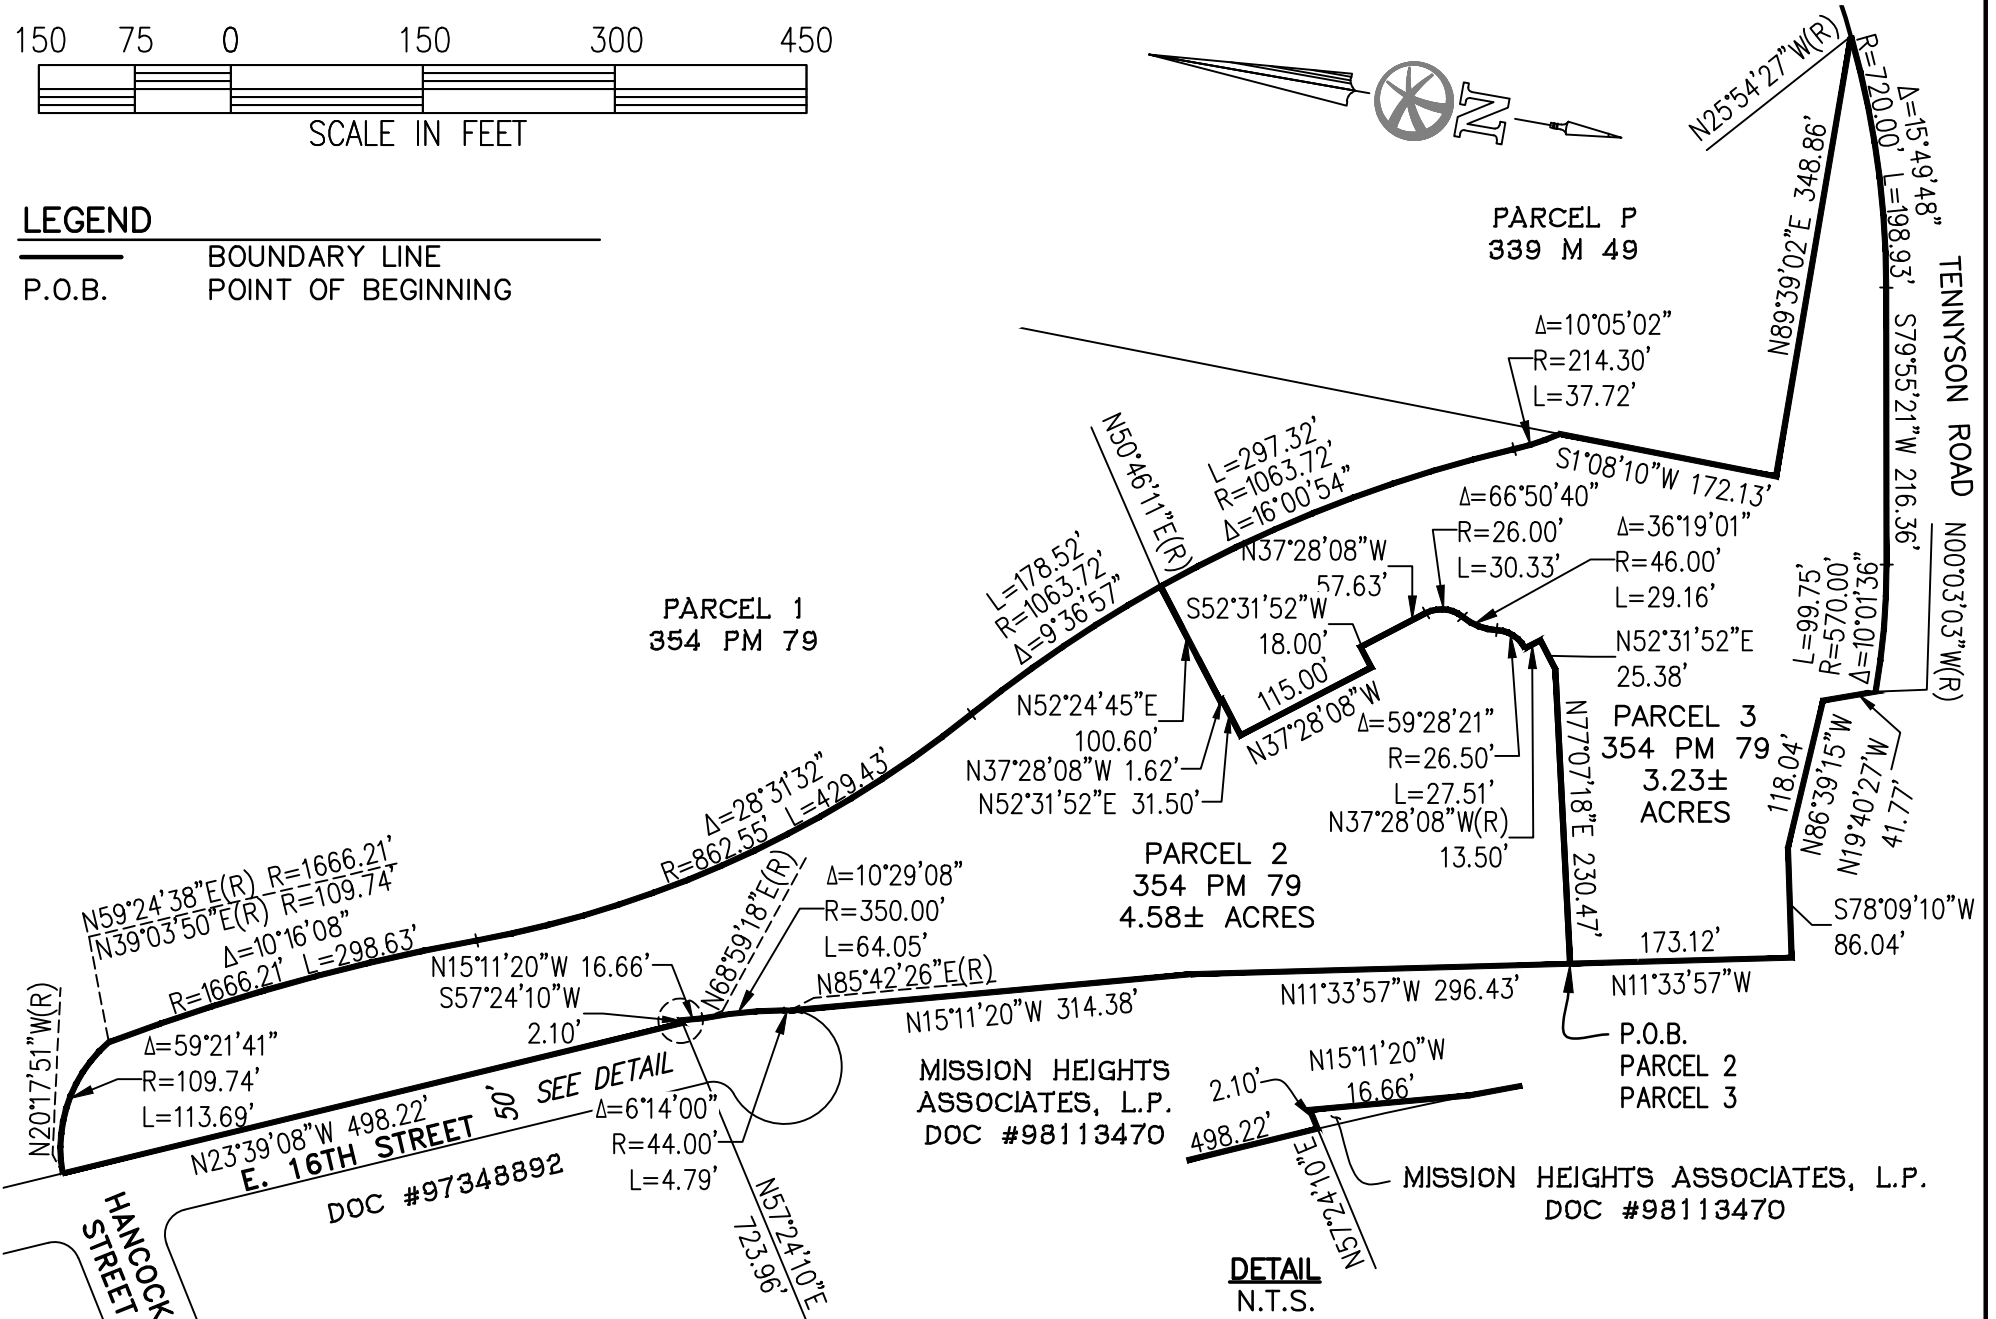 150 75 0 150 300 450
SCALE IN FEET
LEGEND
BOUNDARY LINE
P.O.B. POINT OF BEGINNING
N
N25°54'27"W(R)
R=720.00' L=198.93'
Δ=15°49'48"
N89°39'02"E 348.86'
PARCEL P
339 M 49
TENNYSON ROAD
S79°55'21"W 216.36'
Δ=10°05'02"
R=214.30'
L=37.72'
S1°08'10"W 172.13'
N50°46'11"E(R)
L=297.32'
R=1063.72'
Δ=16°00'54"
Δ=66°50'40"
R=26.00'
L=30.33'
Δ=36°19'01"
R=46.00'
L=29.16'
N37°28'08"W
57.63'
S52°31'52"W
18.00'
N52°31'52"E
25.38'
L=99.75'
R=570.00'
Δ=10°01'36"
N00°03'03"W(R)
PARCEL 1
354 PM 79
L=178.52'
R=1063.72'
Δ=9°36'57"
N52°24'45"E
100.60'
N37°28'08"W 1.62'
N52°31'52"E 31.50'
115.00'
N37°28'08"W
Δ=59°28'21"
R=26.50'
L=27.51'
N37°28'08"W(R)
13.50'
PARCEL 3
354 PM 79
3.23±
ACRES
N77°07'18"E 230.47'
118.04'
N86°39'15"W
N19°40'27"W
41.77'
S78°09'10"W
86.04'
173.12'
N11°33'57"W
PARCEL 2
354 PM 79
4.58± ACRES
Δ=28°31'32"
R=862.55' L=429.43'
N59°24'38"E(R) R=1666.21'
N39°03'50"E(R) R=109.74'
Δ=10°16'08"
R=1666.21' L=298.63'
N20°17'51"W(R)
Δ=59°21'41"
R=109.74'
L=113.69'
N15°11'20"W 16.66'
S57°24'10"W
2.10'
N68°59'18"E(R)
Δ=10°29'08"
R=350.00'
L=64.05'
N85°42'26"E(R)
N15°11'20"W 314.38'
N11°33'57"W 296.43'
P.O.B.
PARCEL 2
PARCEL 3
N23°39'08"W 498.22'
E. 16TH STREET 50' SEE DETAIL
DOC #97348892
HANCOCK
STREET
Δ=6°14'00"
R=44.00'
L=4.79'
N57°24'10"E
723.96'
MISSION HEIGHTS
ASSOCIATES, L.P.
DOC #98113470
N15°11'20"W
16.66'
2.10'
498.22'
N57°24'10"E
MISSION HEIGHTS ASSOCIATES, L.P.
DOC #98113470
DETAIL
N.T.S.